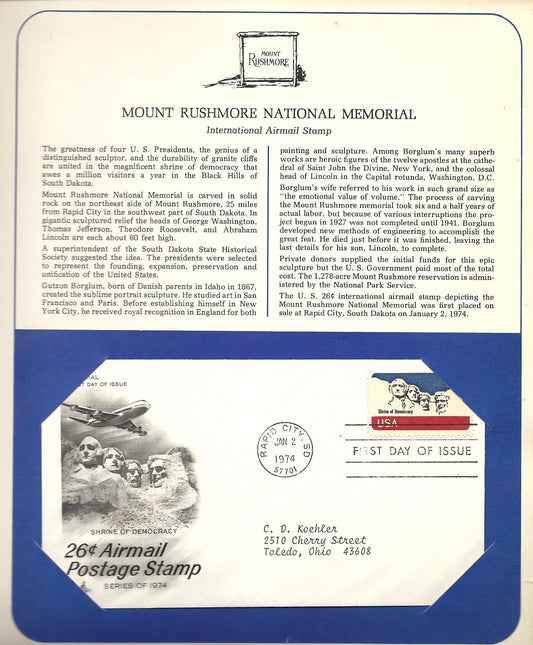 MOUNT
RUSHMORE
MOUNT RUSHMORE NATIONAL MEMORIAL
International Airmail Stamp
The greatness of four U. S. Presidents, the genius of a
distinguished sculptor, and the durability of granite cliffs
are united in the magnificent shrine of democracy that
awes a million visitors a year in the Black Hills of
South Dakota.
Mount Rushmore National Memorial is carved in solid
rock on the northeast side of Mount Rushmore, 25 miles
from Rapid City in the southwest part of South Dakota. In
gigantic sculptured relief the heads of George Washington,
Thomas Jefferson, Theodore Roosevelt, and Abraham
Lincoln are each about 60 feet high.
A superintendent of the South Dakota State Historical
Society suggested the idea. The presidents were selected
to represent the founding, expansion, preservation and
unification of the United States.
Gutzon Borglum, born of Danish parents in Idaho in 1867,
created the sublime portrait sculpture. He studied art in San
Francisco and Paris. Before establishing himself in New
York City, he received royal recognition in England for both
painting and sculpture. Among Borglum's many superb
works are heroic figures of the twelve apostles at the cathe-
dral of Saint John the Divine, New York, and the colossal
head of Lincoln in the Capitol rotunda, Washington, D.C.
Borglum's wife referred to his work in such grand size as
"the emotional value of volume." The process of carving
the Mount Rushmore memorial took six and a half years of
actual labor, but because of various interruptions the pro-
ject begun in 1927 was not completed until 1941. Borglum
developed new methods of engineering to accomplish the
great feat. He died just before it was finished, leaving the
last details for his son, Lincoln, to complete.
Private donors supplied the initial funds for this epic
sculpture but the U. S. Government paid most of the total
cost. The 1,278-acre Mount Rushmore reservation is admin-
istered by the National Park Service.
The U. S. 26¢ international airmail stamp depicting the
Mount Rushmore National Memorial was first placed on
sale at Rapid City, South Dakota on January 2, 1974.
IAL
ST DAY OF ISSUE
SHRINE OF DEMOCRACY
26¢ Airmail
Postage Stamp
SERIES OF 1974
RAPID CITY, SD
JAN 2
1974
57701
Shrine of Democracy
USA
FIRST DAY OF ISSUE
C. D. Koehler
2510 Cherry Street
Toledo, Ohio 43608